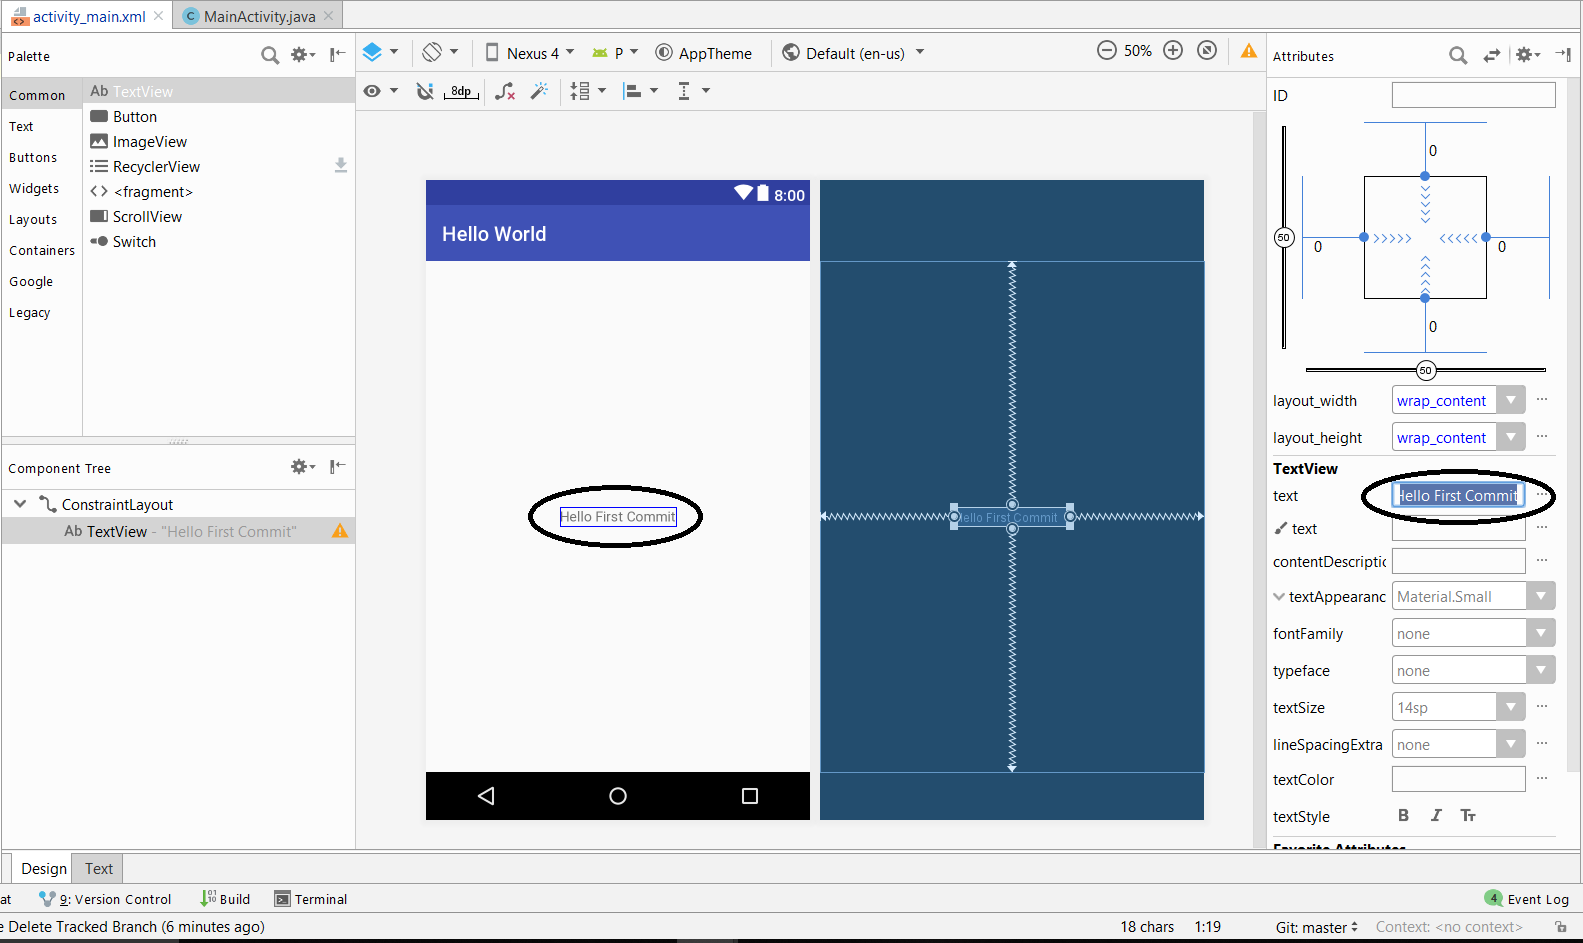 activity_main.xml
MainActivity.java
Palette
Common
Text
Buttons
Widgets
Layouts
Containers
Google
Legacy
Ab TextView
Button
ImageView
RecyclerView
<fragment>
ScrollView
Switch
Component Tree
ConstraintLayout
Ab TextView - "Hello First Commit"
Nexus 4
P
AppTheme
Default (en-us)
50%
8dp
8:00
Hello World
Hello First Commit
Hello First Commit
Attributes
ID
0
50
0
0
0
50
layout_width wrap_content
layout_height wrap_content
TextView
text Hello First Commit
text
contentDescriptic
textAppearanc Material.Small
fontFamily none
typeface none
textSize 14sp
lineSpacingExtra none
textColor
textStyle B I Tt
Favorite Attributes
Design Text
at 9: Version Control Build Terminal 4 Event Log
e Delete Tracked Branch (6 minutes ago) 18 chars 1:19 Git: master Context: <no context>